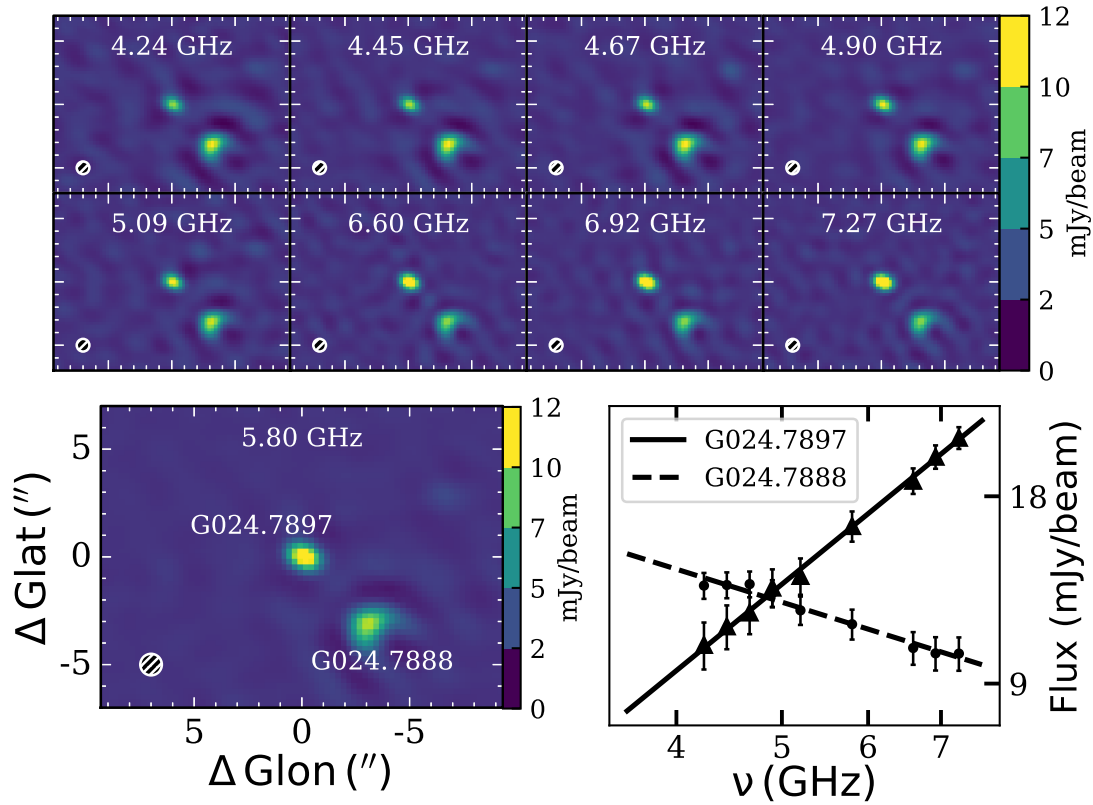 4.24 GHz 4.45 GHz 4.67 GHz 4.90 GHz
5.09 GHz 6.60 GHz 6.92 GHz 7.27 GHz
12
10
7
5
2
0
mJy/beam
5.80 GHz
G024.7897
G024.7888
5
0
-5
Δ Glat (″)
5 0 -5
Δ Glon (″)
12
10
7
5
2
0
mJy/beam
G024.7897
G024.7888
18
9
Flux (mJy/beam)
4 5 6 7
ν (GHz)